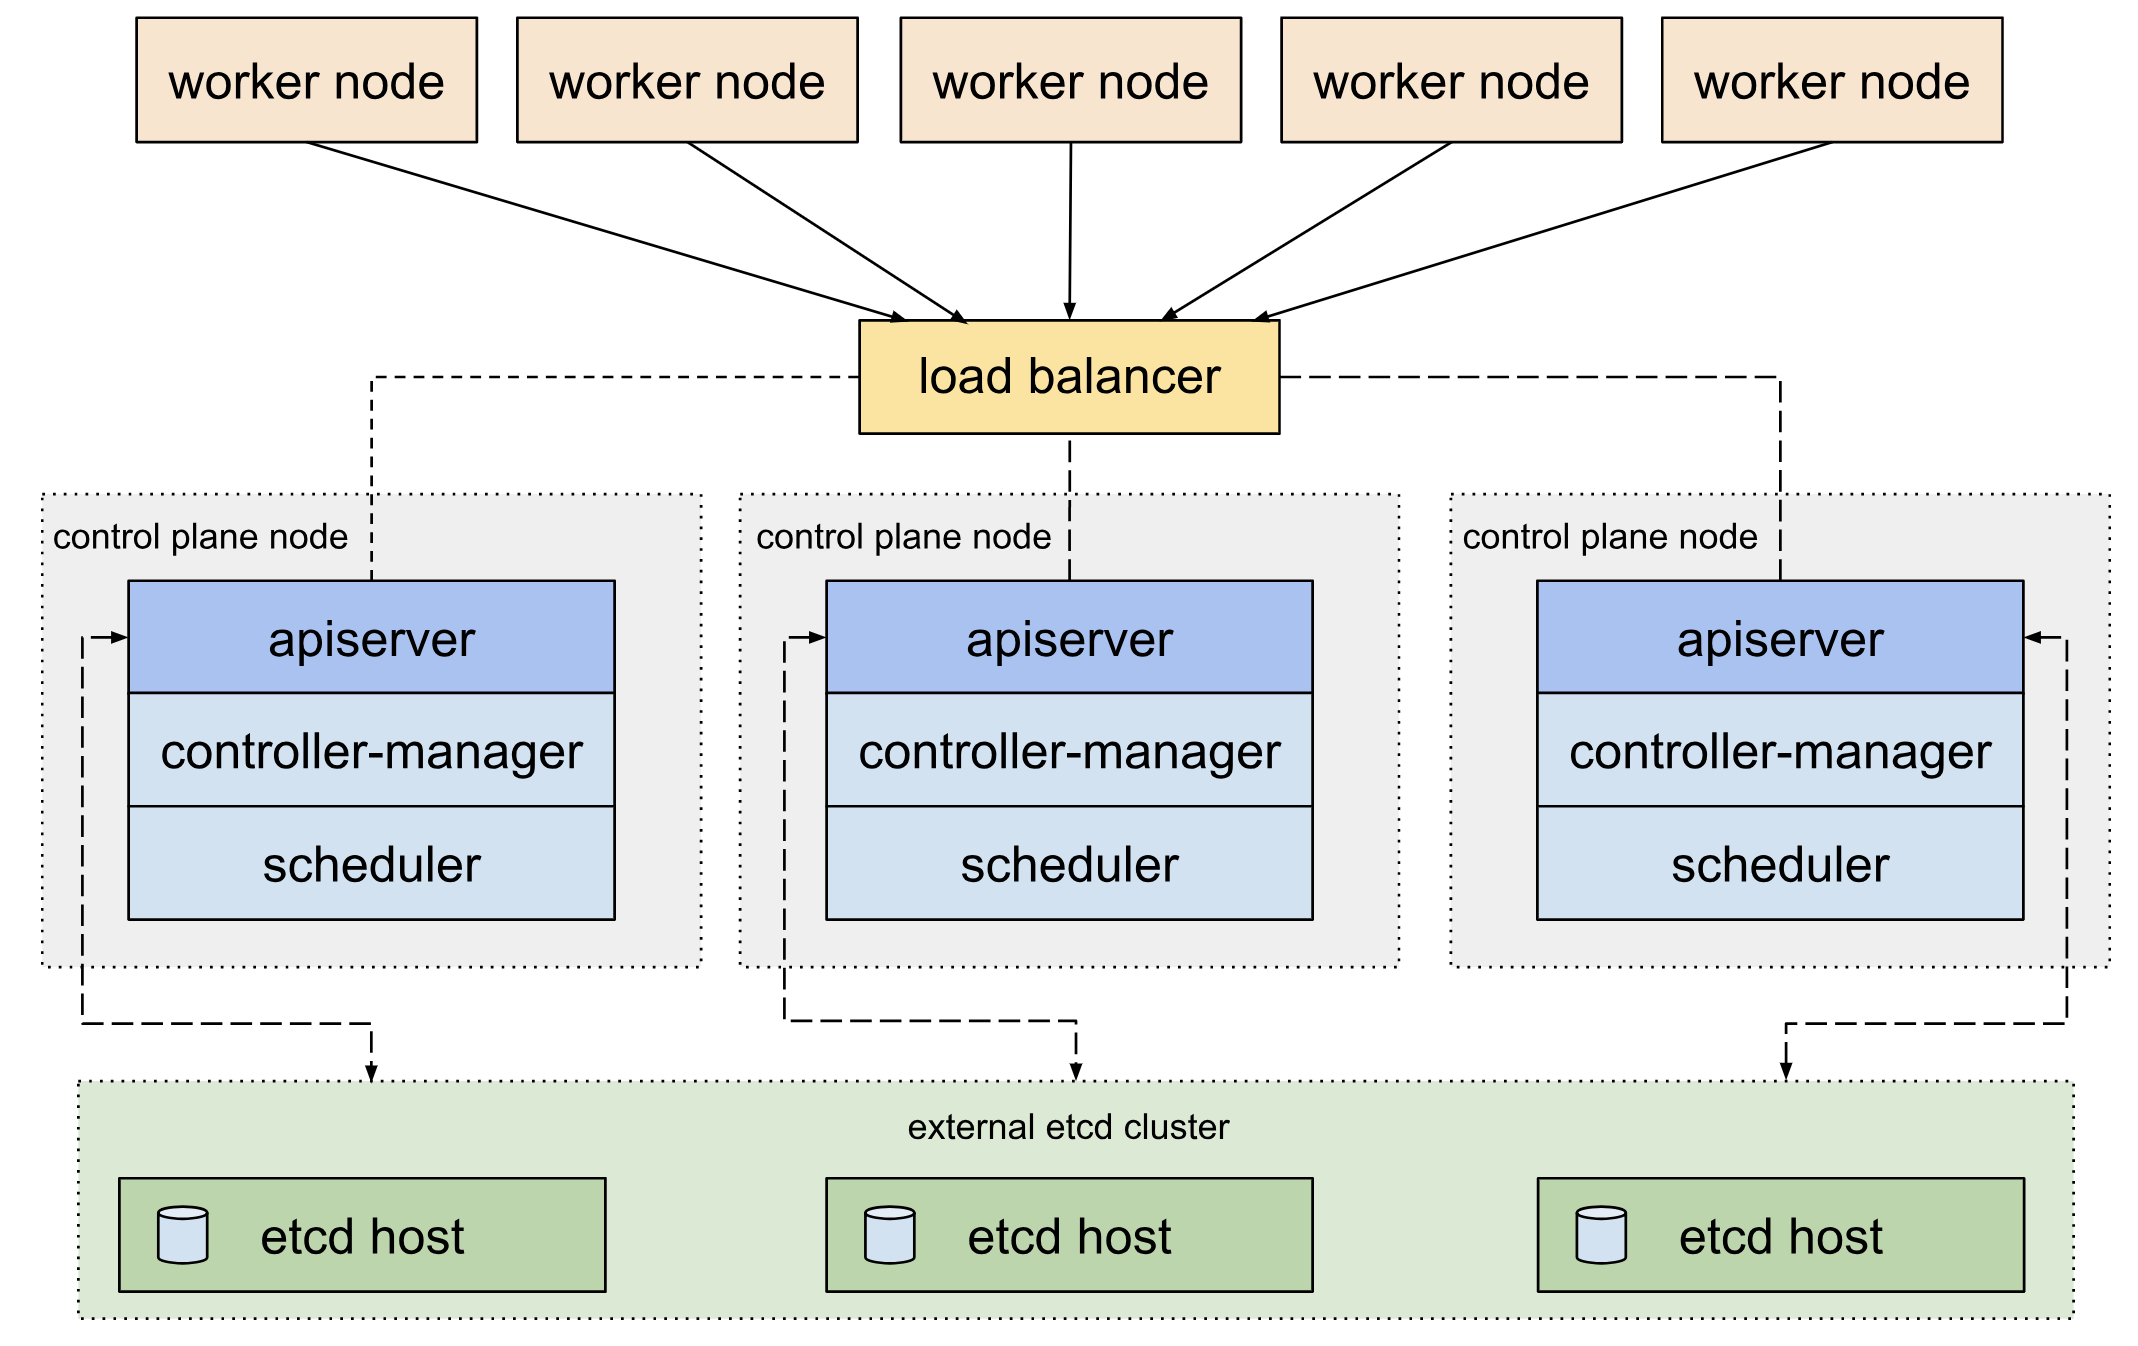 worker node
worker node
worker node
worker node
worker node
load balancer
control plane node
apiserver
controller-manager
scheduler
control plane node
apiserver
controller-manager
scheduler
control plane node
apiserver
controller-manager
scheduler
external etcd cluster
etcd host
etcd host
etcd host